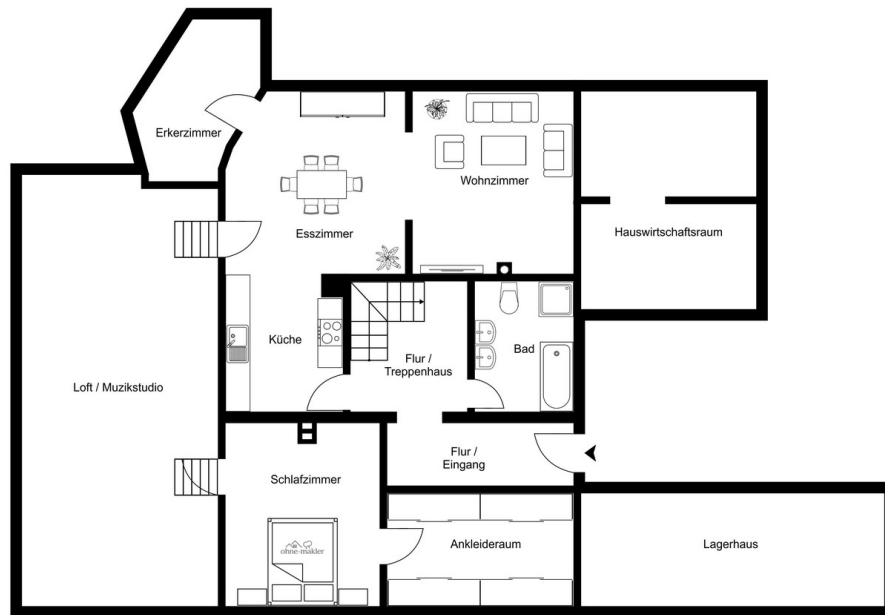 Erkerzimmer
Wohnzimmer
Esszimmer
Hauswirtschaftsraum
Küche
Flur /
Treppenhaus
Bad
Loft / Muzikstudio
Flur /
Eingang
Schlafzimmer
ohne-makler
Ankleideraum
Lagerhaus